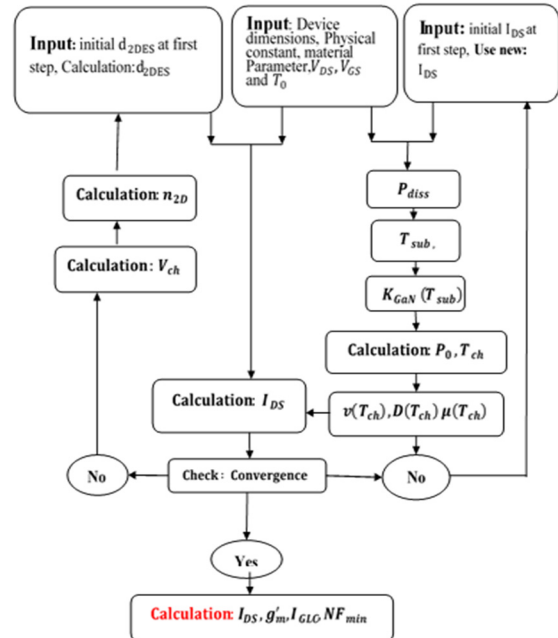 Input: initial d2DES at first
step, Calculation:d2DES
Input: Device
dimensions, Physical
constant, material
Parameter,VDS, VGS
and T0
Input: initial IDS at
first step, Use new:
IDS
Calculation: n2D
Calculation: Vch
Pdiss
Tsub.
KGaN (Tsub)
Calculation: P0, Tch
Calculation: IDS
v(Tch), D(Tch) μ(Tch)
No
Check: Convergence
No
Yes
Calculation: IDS, g′m, IGLC, NFmin